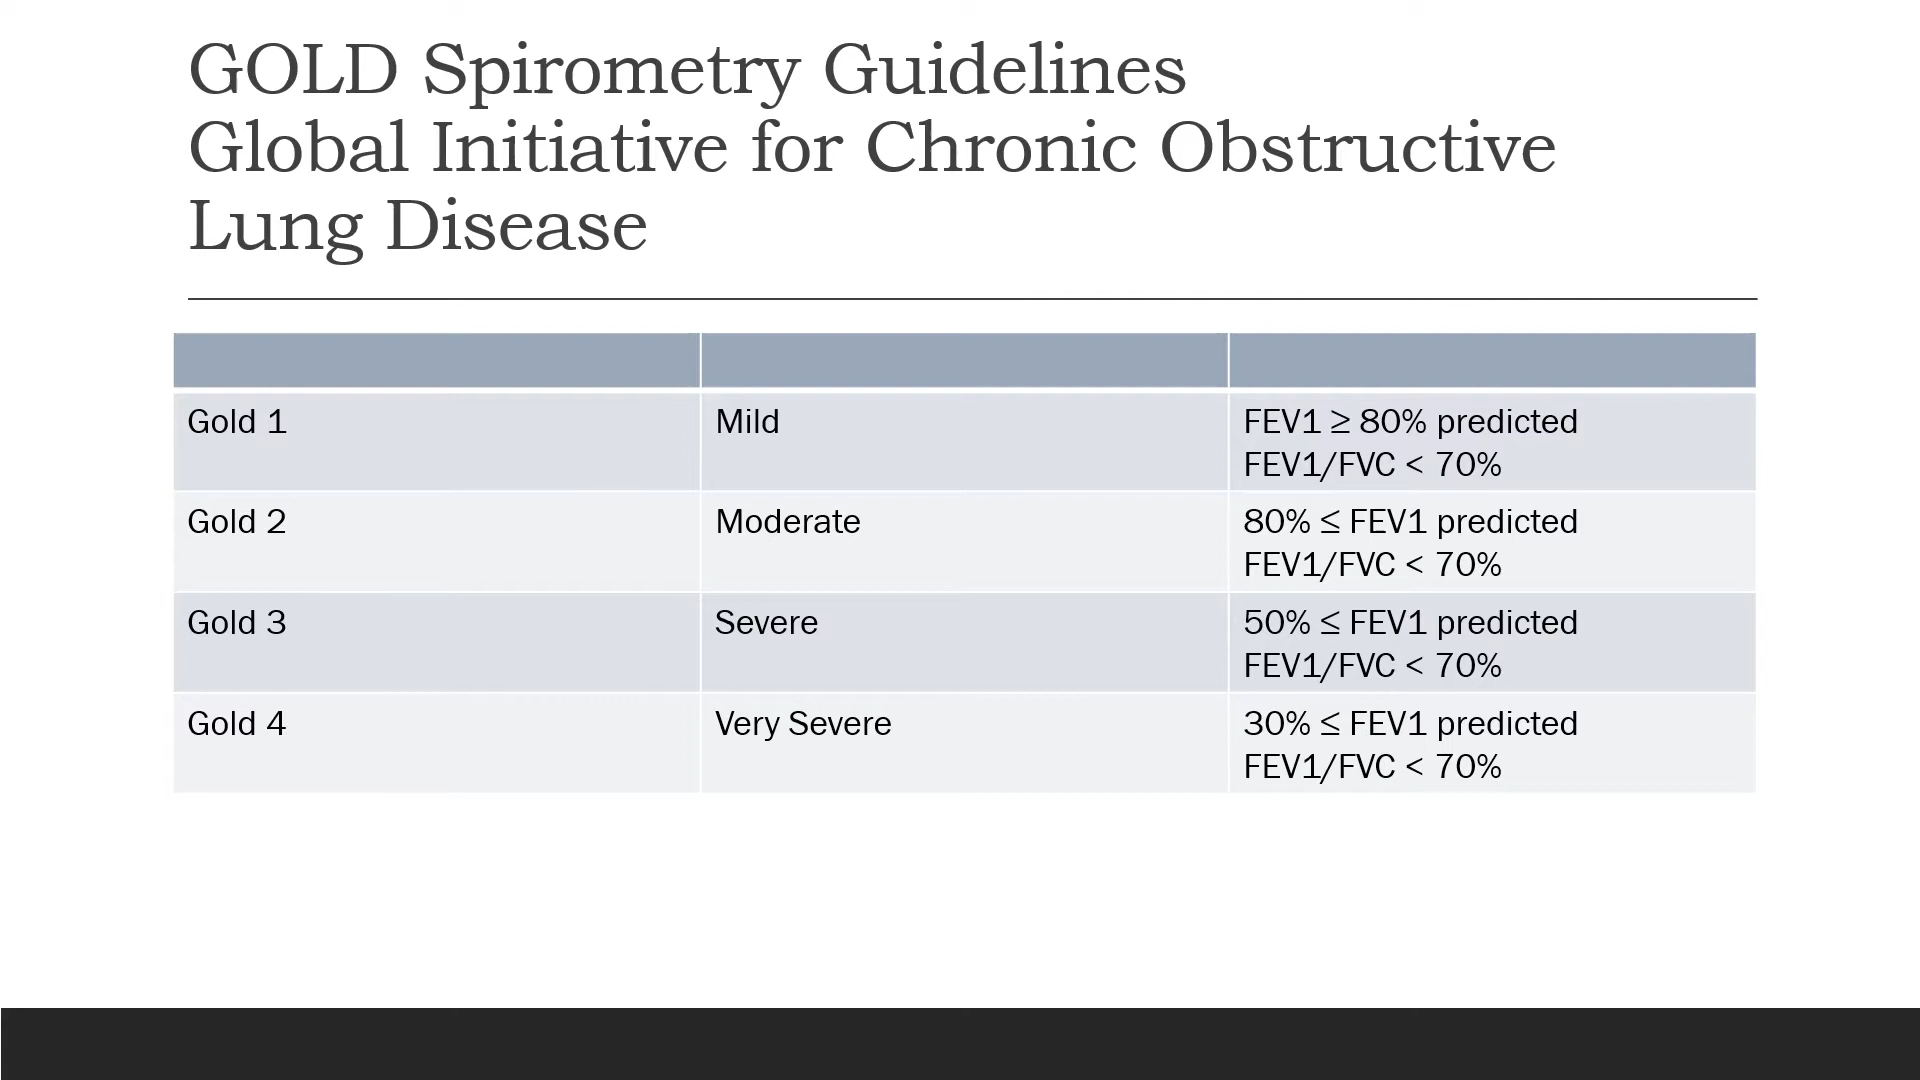 GOLD Spirometry Guidelines
Global Initiative for Chronic Obstructive
Lung Disease
Gold 1 Mild FEV1 ≥ 80% predicted
FEV1/FVC < 70%
Gold 2 Moderate 80% ≤ FEV1 predicted
FEV1/FVC < 70%
Gold 3 Severe 50% ≤ FEV1 predicted
FEV1/FVC < 70%
Gold 4 Very Severe 30% ≤ FEV1 predicted
FEV1/FVC < 70%